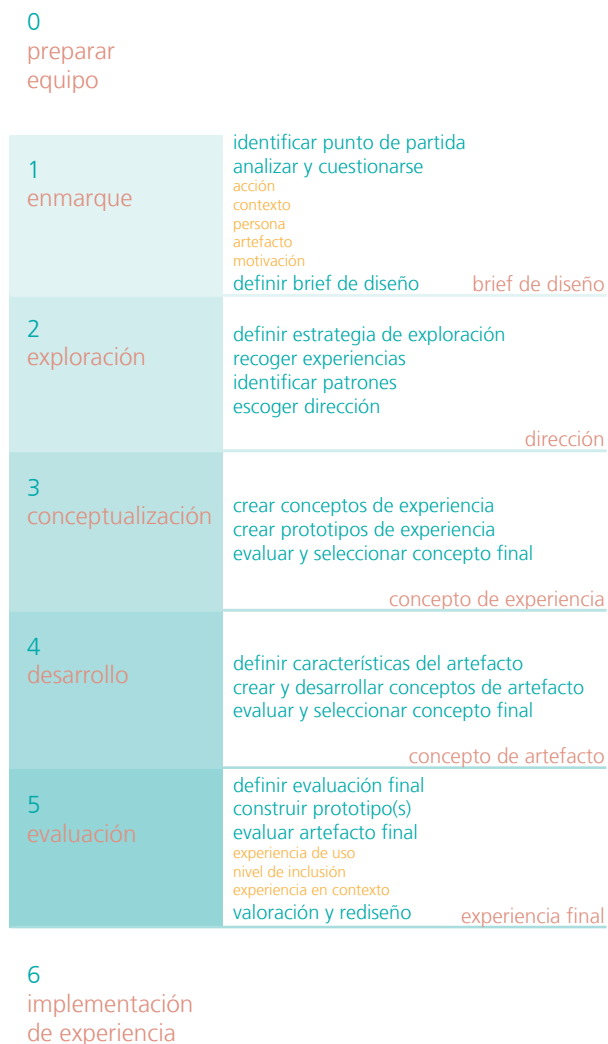 0
preparar
equipo
1
enmarque
identificar punto de partida
analizar y cuestionarse
acción
contexto
persona
artefacto
motivación
definir brief de diseño
brief de diseño
2
exploración
definir estrategia de exploración
recoger experiencias
identificar patrones
escoger dirección
dirección
3
conceptualización
crear conceptos de experiencia
crear prototipos de experiencia
evaluar y seleccionar concepto final
concepto de experiencia
4
desarrollo
definir características del artefacto
crear y desarrollar conceptos de artefacto
evaluar y seleccionar concepto final
concepto de artefacto
5
evaluación
definir evaluación final
construir prototipo(s)
evaluar artefacto final
experiencia de uso
nivel de inclusión
experiencia en contexto
valoración y rediseño
experiencia final
6
implementación
de experiencia